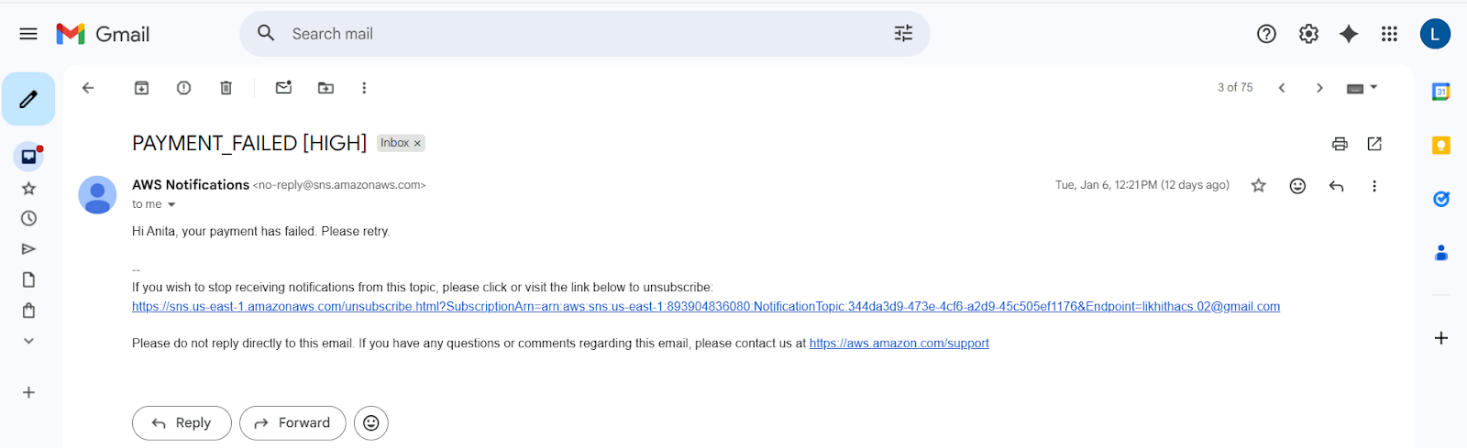 Gmail
Search mail
L
3 of 75
31
PAYMENT_FAILED [HIGH] Inbox ×
AWS Notifications <no-reply@sns.amazonaws.com>
Tue, Jan 6, 12:21 PM (12 days ago)
to me
Hi Anita, your payment has failed. Please retry.
--
If you wish to stop receiving notifications from this topic, please click or visit the link below to unsubscribe:
https://sns.us-east-1.amazonaws.com/unsubscribe.html?SubscriptionArn=arn:aws:sns:us-east-1:893904836080:NotificationTopic:344da3d9-473e-4cf6-a2d9-45c505ef1176&Endpoint=likhithacs.02@gmail.com
Please do not reply directly to this email. If you have any questions or comments regarding this email, please contact us at https://aws.amazon.com/support
Reply
Forward